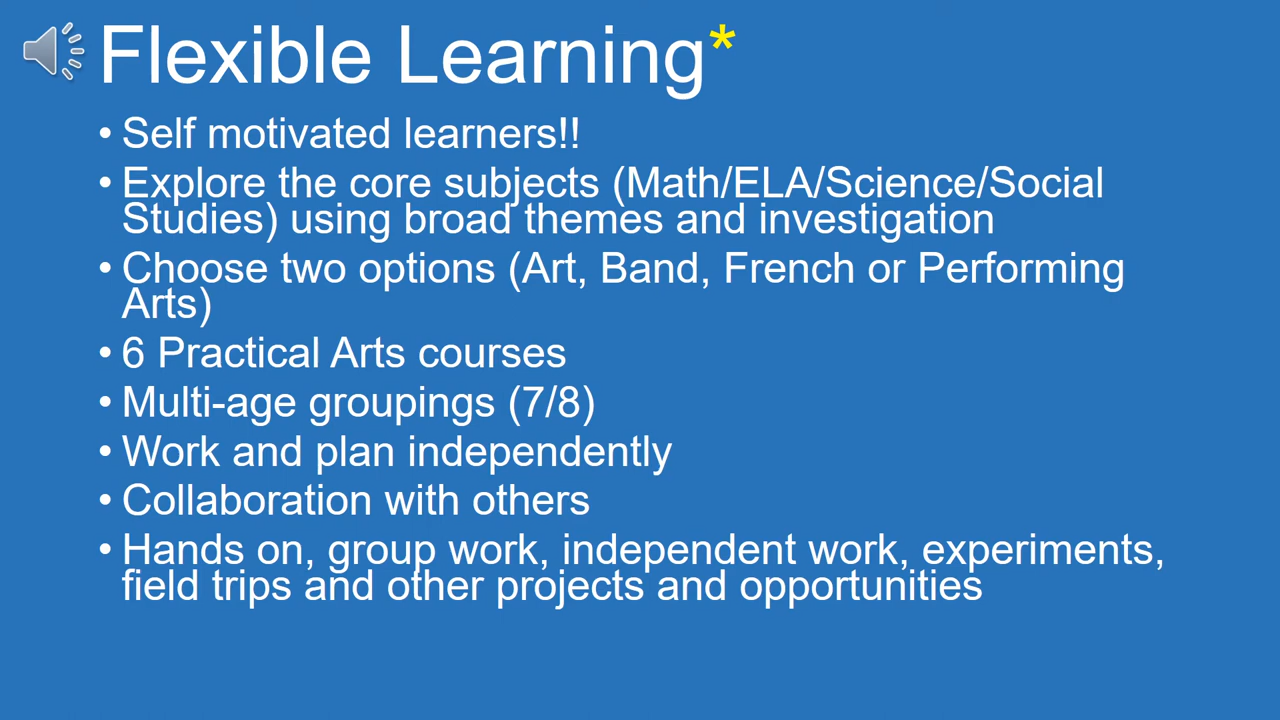 Flexible Learning*
• Self motivated learners!!
• Explore the core subjects (Math/ELA/Science/Social
Studies) using broad themes and investigation
• Choose two options (Art, Band, French or Performing
Arts)
• 6 Practical Arts courses
• Multi-age groupings (7/8)
• Work and plan independently
• Collaboration with others
• Hands on, group work, independent work, experiments,
field trips and other projects and opportunities